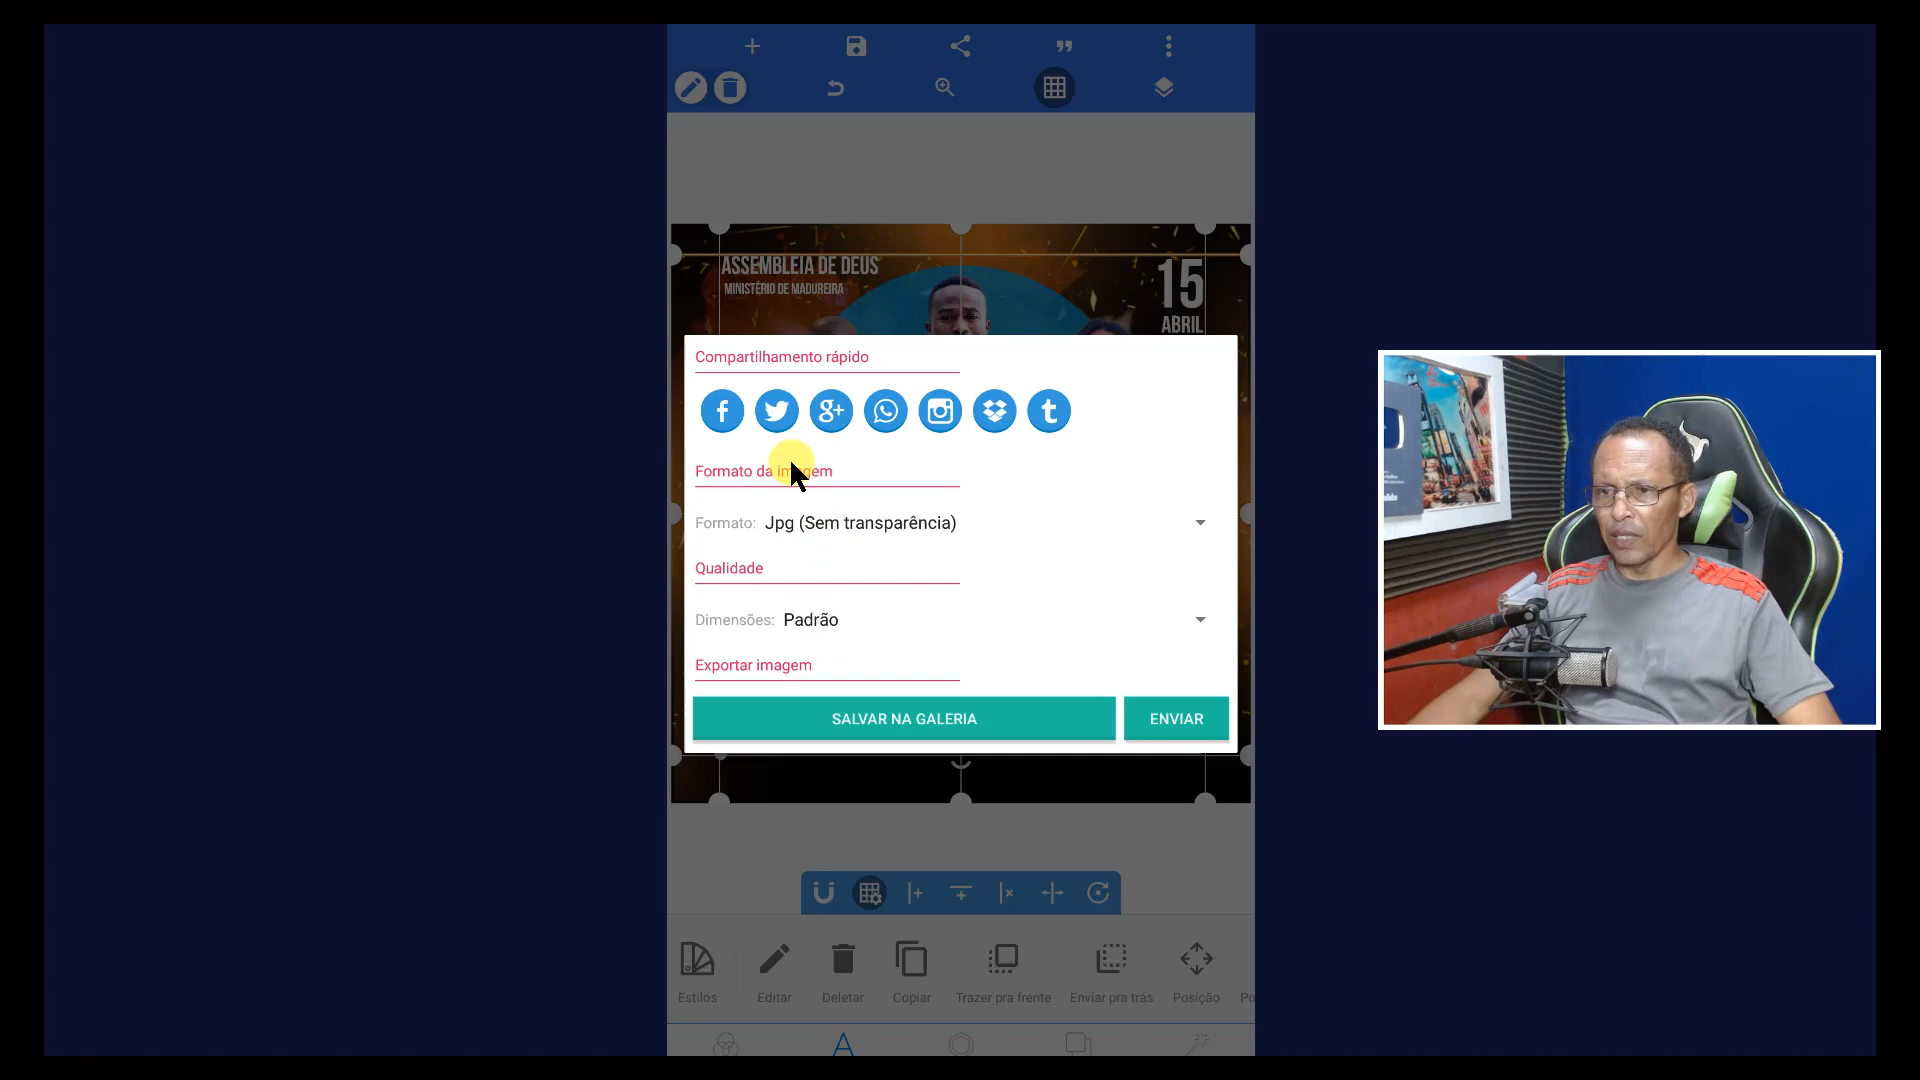 ASSEMBLEIA DE DEUS
MINISTÉRIO DE MADUREIRA
15
ABRIL
Compartilhamento rápido
Formato da imagem
Formato: Jpg (Sem transparência)
Qualidade
Dimensões: Padrão
Exportar imagem
SALVAR NA GALERIA
ENVIAR
Estilos
Editar
Deletar
Copiar
Trazer pra frente
Enviar pra trás
Posição
Po